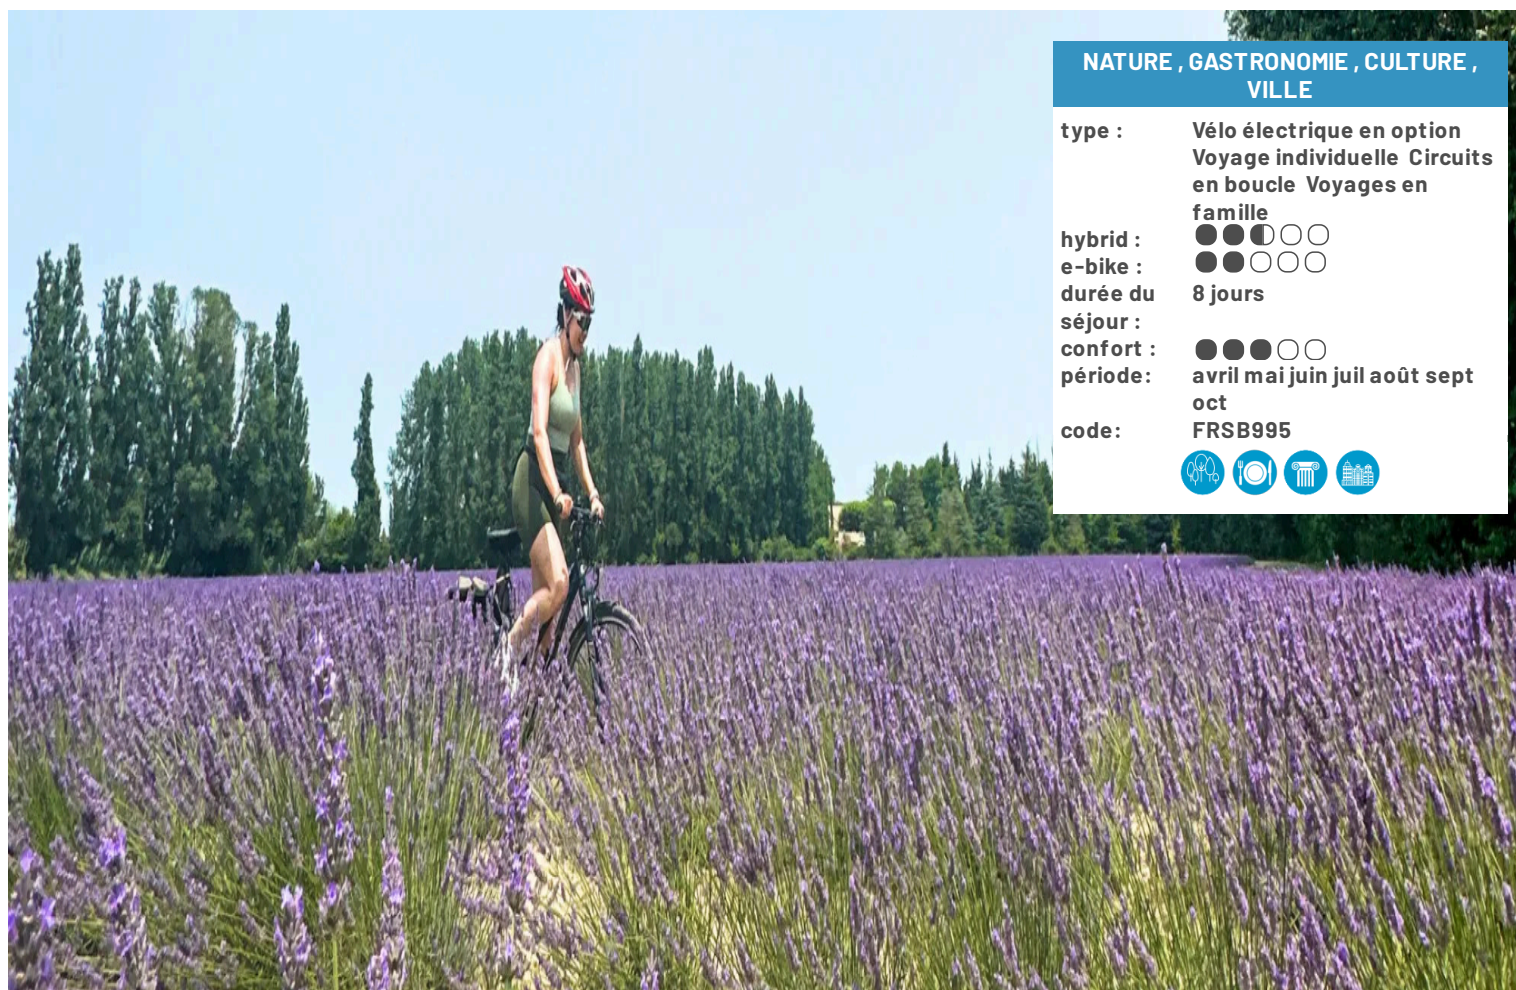 NATURE , GASTRONOMIE , CULTURE ,
VILLE
type : Vélo électrique en option
Voyage individuelle Circuits
en boucle Voyages en
famille
hybrid :
e-bike :
durée du 8 jours
séjour :
confort :
période: avril mai juin juil août sept
oct
code: FRSB995